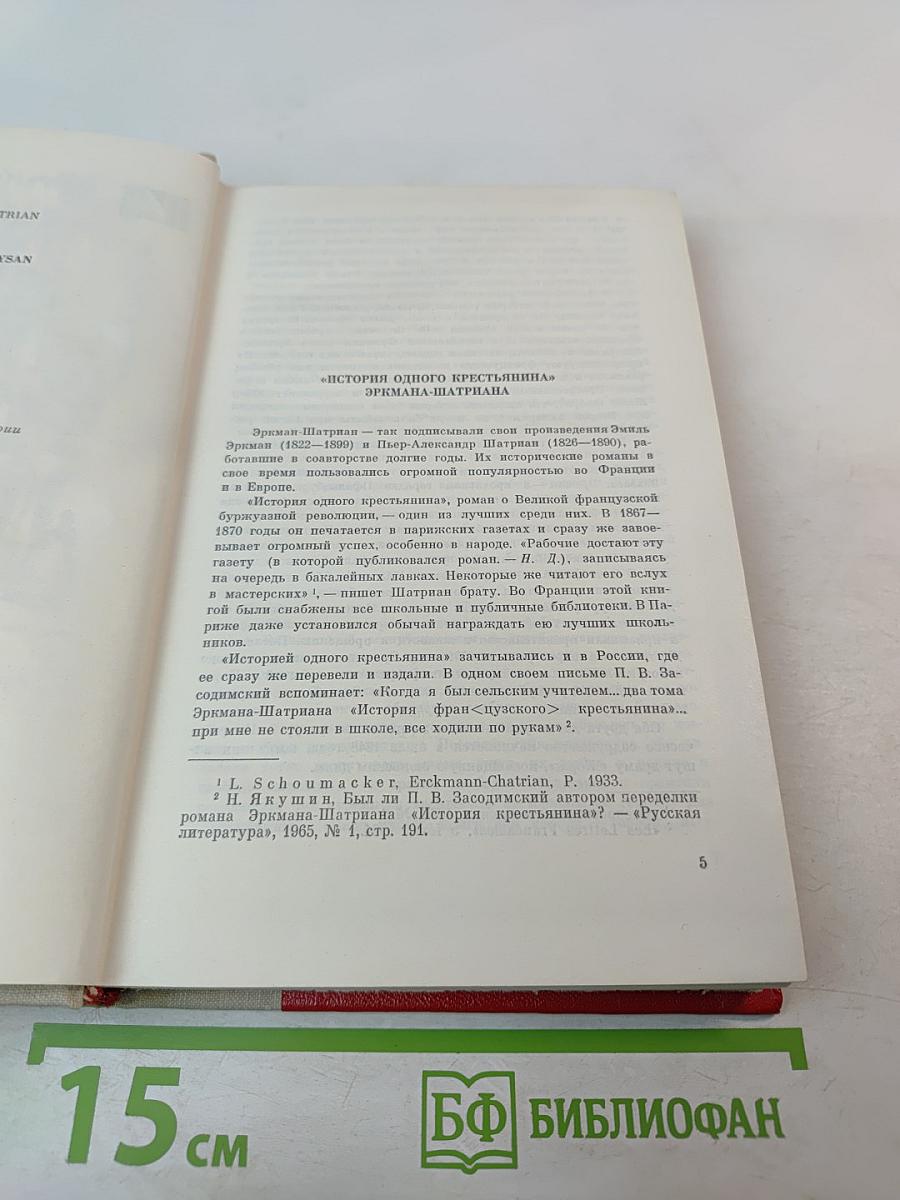 TRIAN
YSAN
рии
«ИСТОРИЯ ОДНОГО КРЕСТЬЯНИНА»
ЭРКМАНА-ШАТРИАНА
Эркман-Шатриан — так подписывали свои произведения Эмиль
Эркман (1822—1899) и Пьер-Александр Шатриан (1826—1890), ра-
ботавшие в соавторстве долгие годы. Их исторические романы в
свое время пользовались огромной популярностью во Франции
и в Европе.
«История одного крестьянина», роман о Великой французской
буржуазной революции, — один из лучших среди них. В 1867—
1870 годы он печатается в парижских газетах и сразу же завое-
вывает огромный успех, особенно в народе. «Рабочие достают эту
газету (в которой публиковался роман. — Н. Д.), записываясь
на очередь в бакалейных лавках. Некоторые же читают его вслух
в мастерских» ¹, — пишет Шатриан брату. Во Франции этой кни-
гой были снабжены все школьные и публичные библиотеки. В Па-
риже даже установился обычай награждать ею лучших школь-
ников.
«Историей одного крестьянина» зачитывались и в России, где
ее сразу же перевели и издали. В одном своем письме П. В. За-
содимский вспоминает: «Когда я был сельским учителем... два тома
Эркмана-Шатриана «История фран<цузского> крестьянина»...
при мне не стояли в школе, все ходили по рукам» ².
¹ L. Schoumacker, Erckmann-Chatrian, P. 1933.
² Н. Якушин, Был ли П. В. Засодимский автором переделки
романа Эркмана-Шатриана «История крестьянина»? — «Русская
литература», 1965, № 1, стр. 191.
5
15 см
БФ БИБЛИОФАН